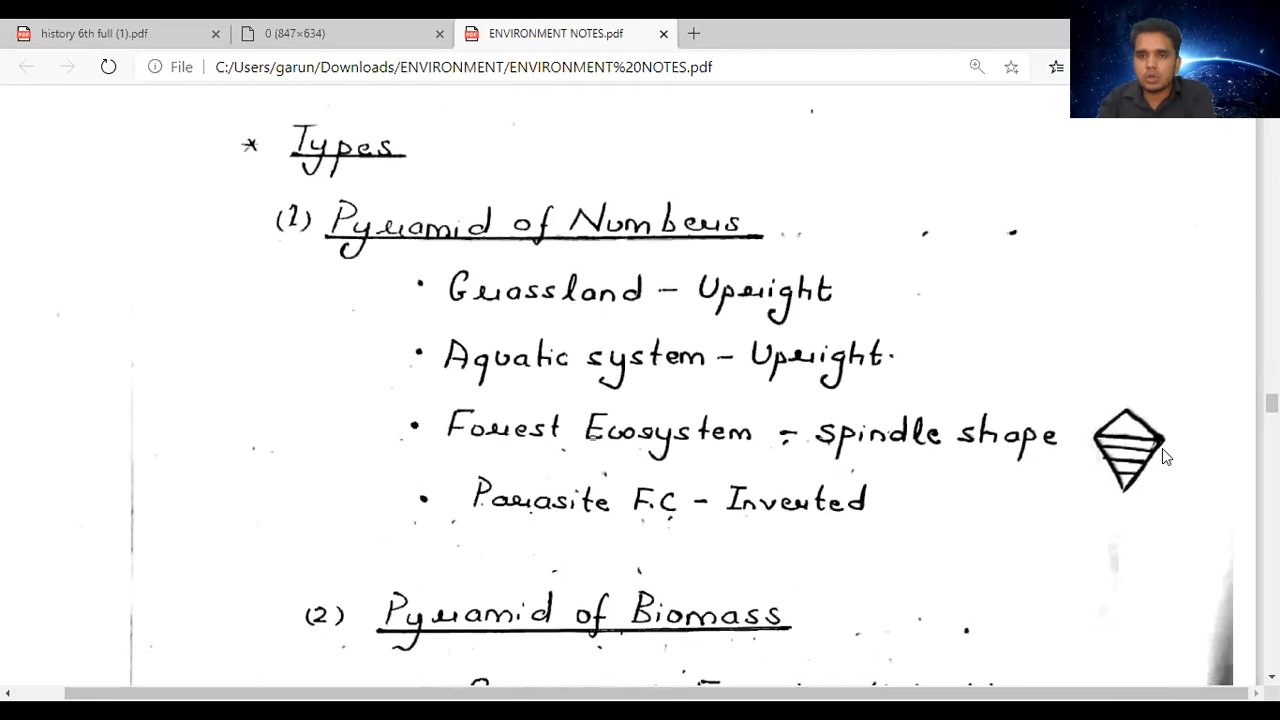 history 6th full (1).pdf
0 (847×634)
ENVIRONMENT NOTES.pdf
File
C:/Users/garun/Downloads/ENVIRONMENT/ENVIRONMENT%20NOTES.pdf
* Types
(1) Pyramid of Numbers
• Grassland - Upright
• Aquatic system - Upright.
• Forest Ecosystem - spindle shape
• Parasite F.C - Inverted
(2) Pyramid of Biomass